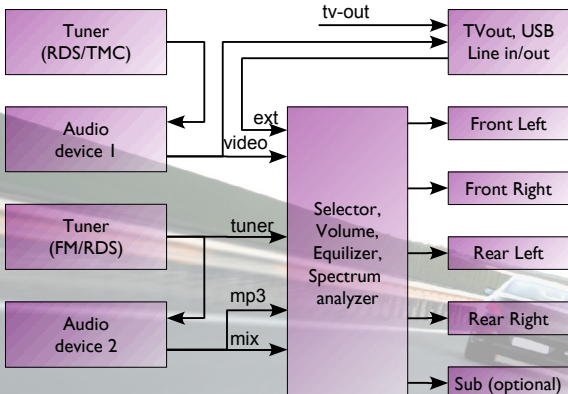 tv-out
Tuner
(RDS/TMC)
TVout, USB
Line in/out
Audio
device 1
ext
video
Front Left
Front Right
Tuner
(FM/RDS)
tuner
Selector,
Volume,
Equilizer,
Spectrum
analyzer
Rear Left
Audio
device 2
mp3
mix
Rear Right
Sub (optional)